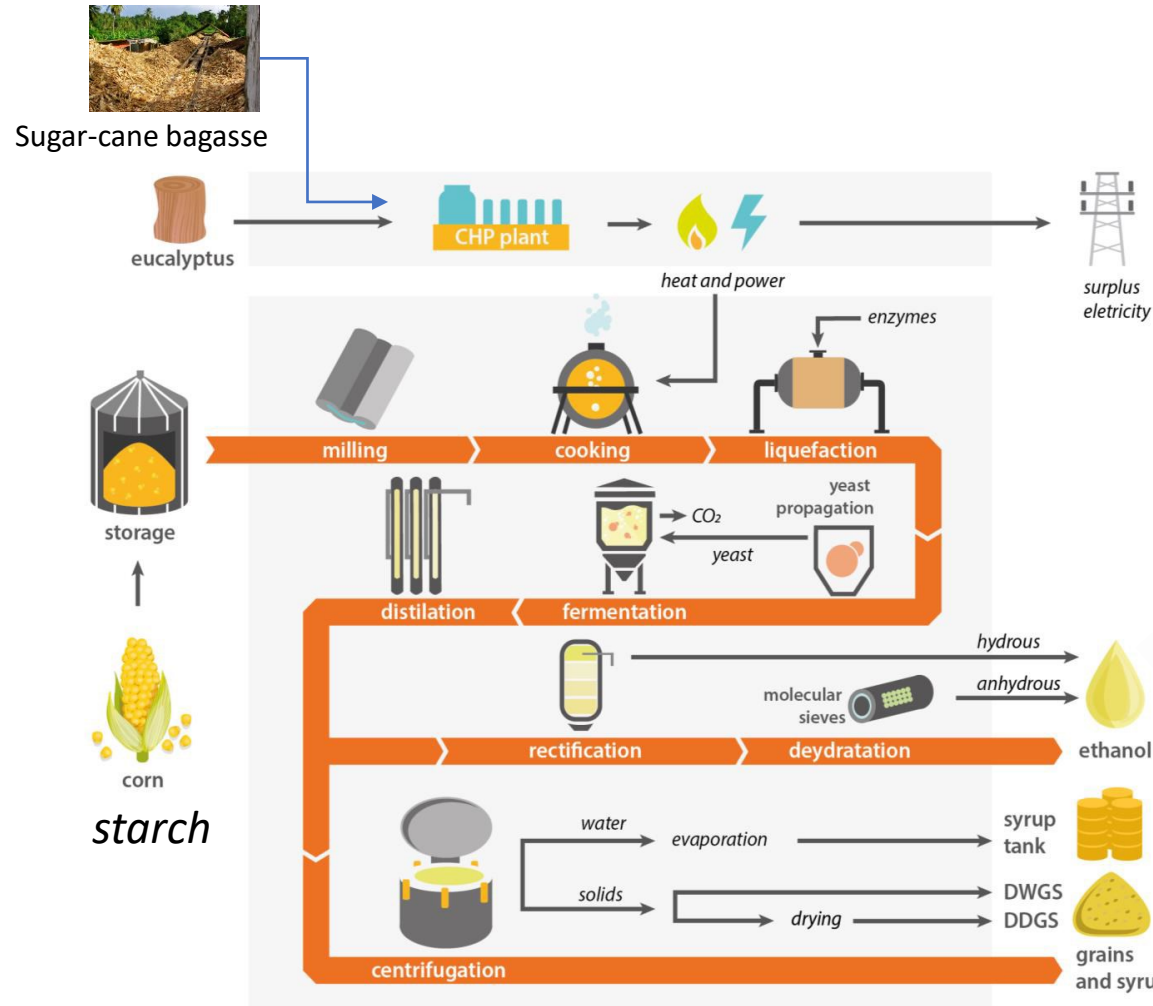 Sugar-cane bagasse
eucalyptus
CHP plant
heat and power
surplus
eletricity
enzymes
milling
cooking
liquefaction
storage
yeast
propagation
CO₂
yeast
distilation
fermentation
hydrous
anhydrous
molecular
sieves
corn
starch
rectification
deydratation
ethanol
water
evaporation
syrup
tank
solids
DWGS
drying
DDGS
centrifugation
grains
and syru